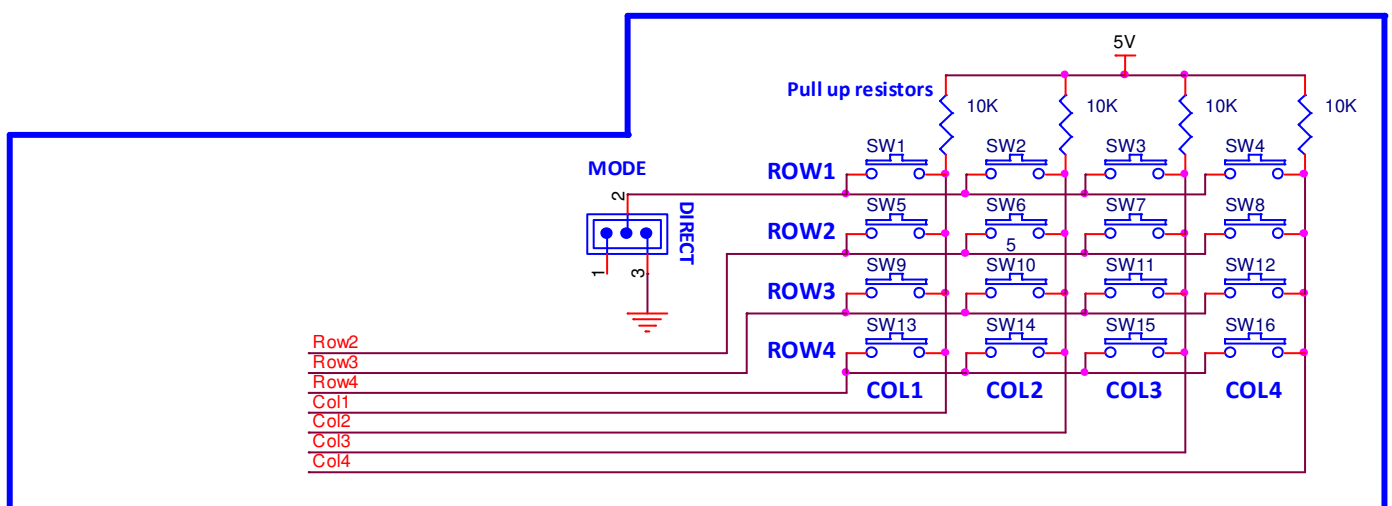 5V
Pull up resistors
10K 10K 10K 10K
SW1 SW2 SW3 SW4
MODE
ROW1
2
DIRECT
SW5 SW6 SW7 SW8
ROW2
5
1 3
SW9 SW10 SW11 SW12
ROW3
SW13 SW14 SW15 SW16
ROW4
Row2
Row3
Row4
COL1 COL2 COL3 COL4
Col1
Col2
Col3
Col4